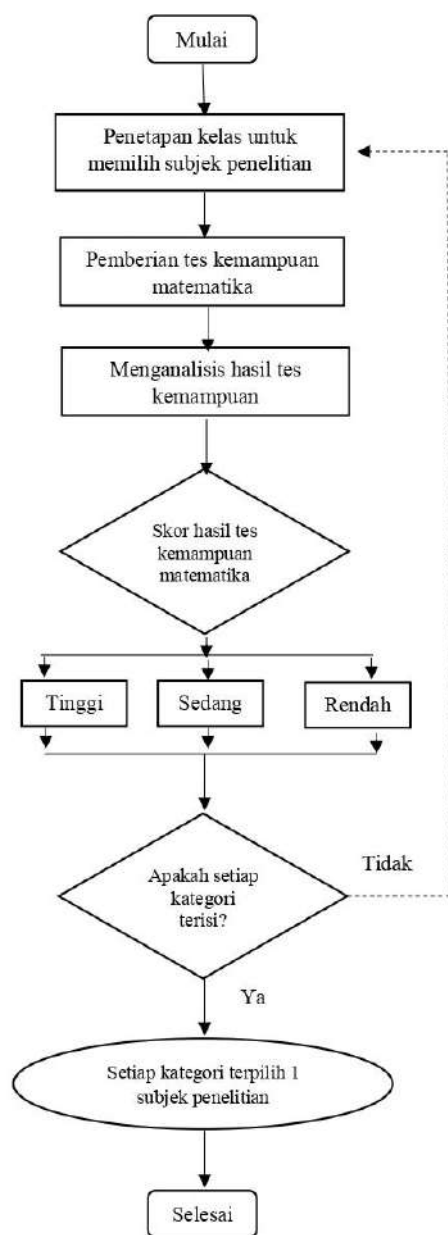 Mulai
Penetapan kelas untuk
memilih subjek penelitian
Pemberian tes kemampuan
matematika
Menganalisis hasil tes
kemampuan
Skor hasil tes
kemampuan
matematika
Tinggi
Sedang
Rendah
Apakah setiap
kategori
terisi?
Tidak
Ya
Setiap kategori terpilih 1
subjek penelitian
Selesai